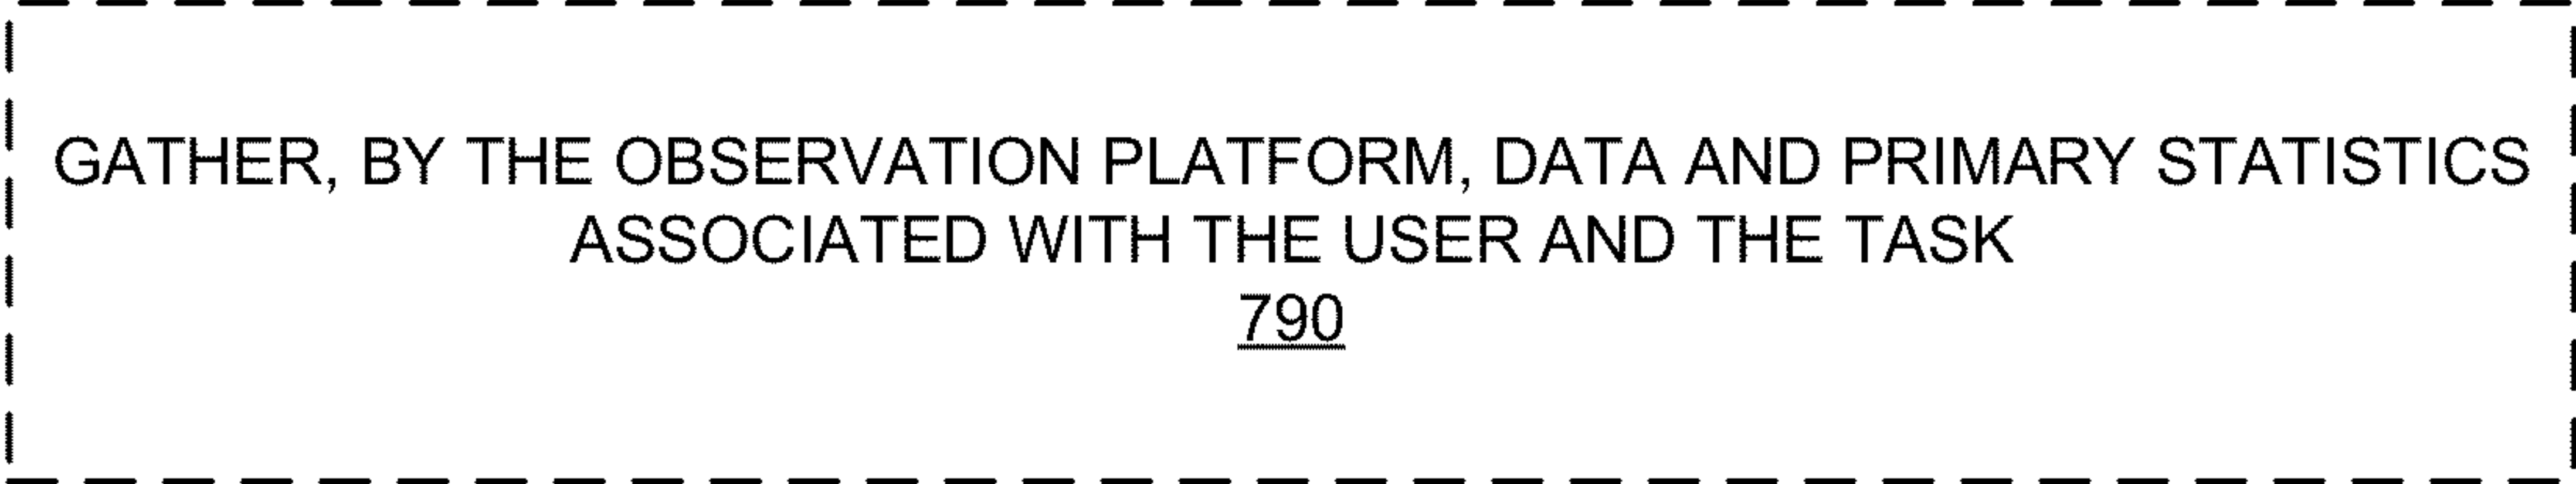 GATHER, BY THE OBSERVATION PLATFORM, DATA AND PRIMARY STATISTICS
ASSOCIATED WITH THE USER AND THE TASK
790